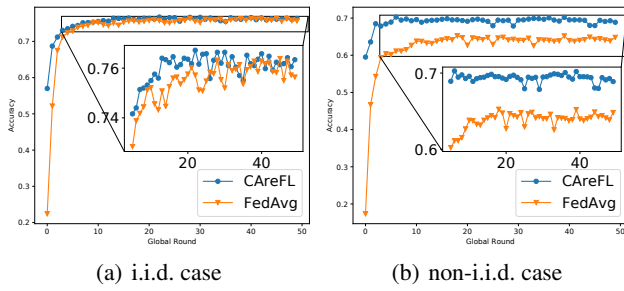 0.8
0.7
0.6
0.5
0.4
0.3
0.2
Accuracy
0.76
0.74
20 40
CAreFL
FedAvg
0 10 20 30 40 50
Global Round
(a) i.i.d. case
0.7
0.6
0.5
0.4
0.3
0.2
Accuracy
0.7
0.6
20 40
CAreFL
FedAvg
0 10 20 30 40 50
Global Round
(b) non-i.i.d. case